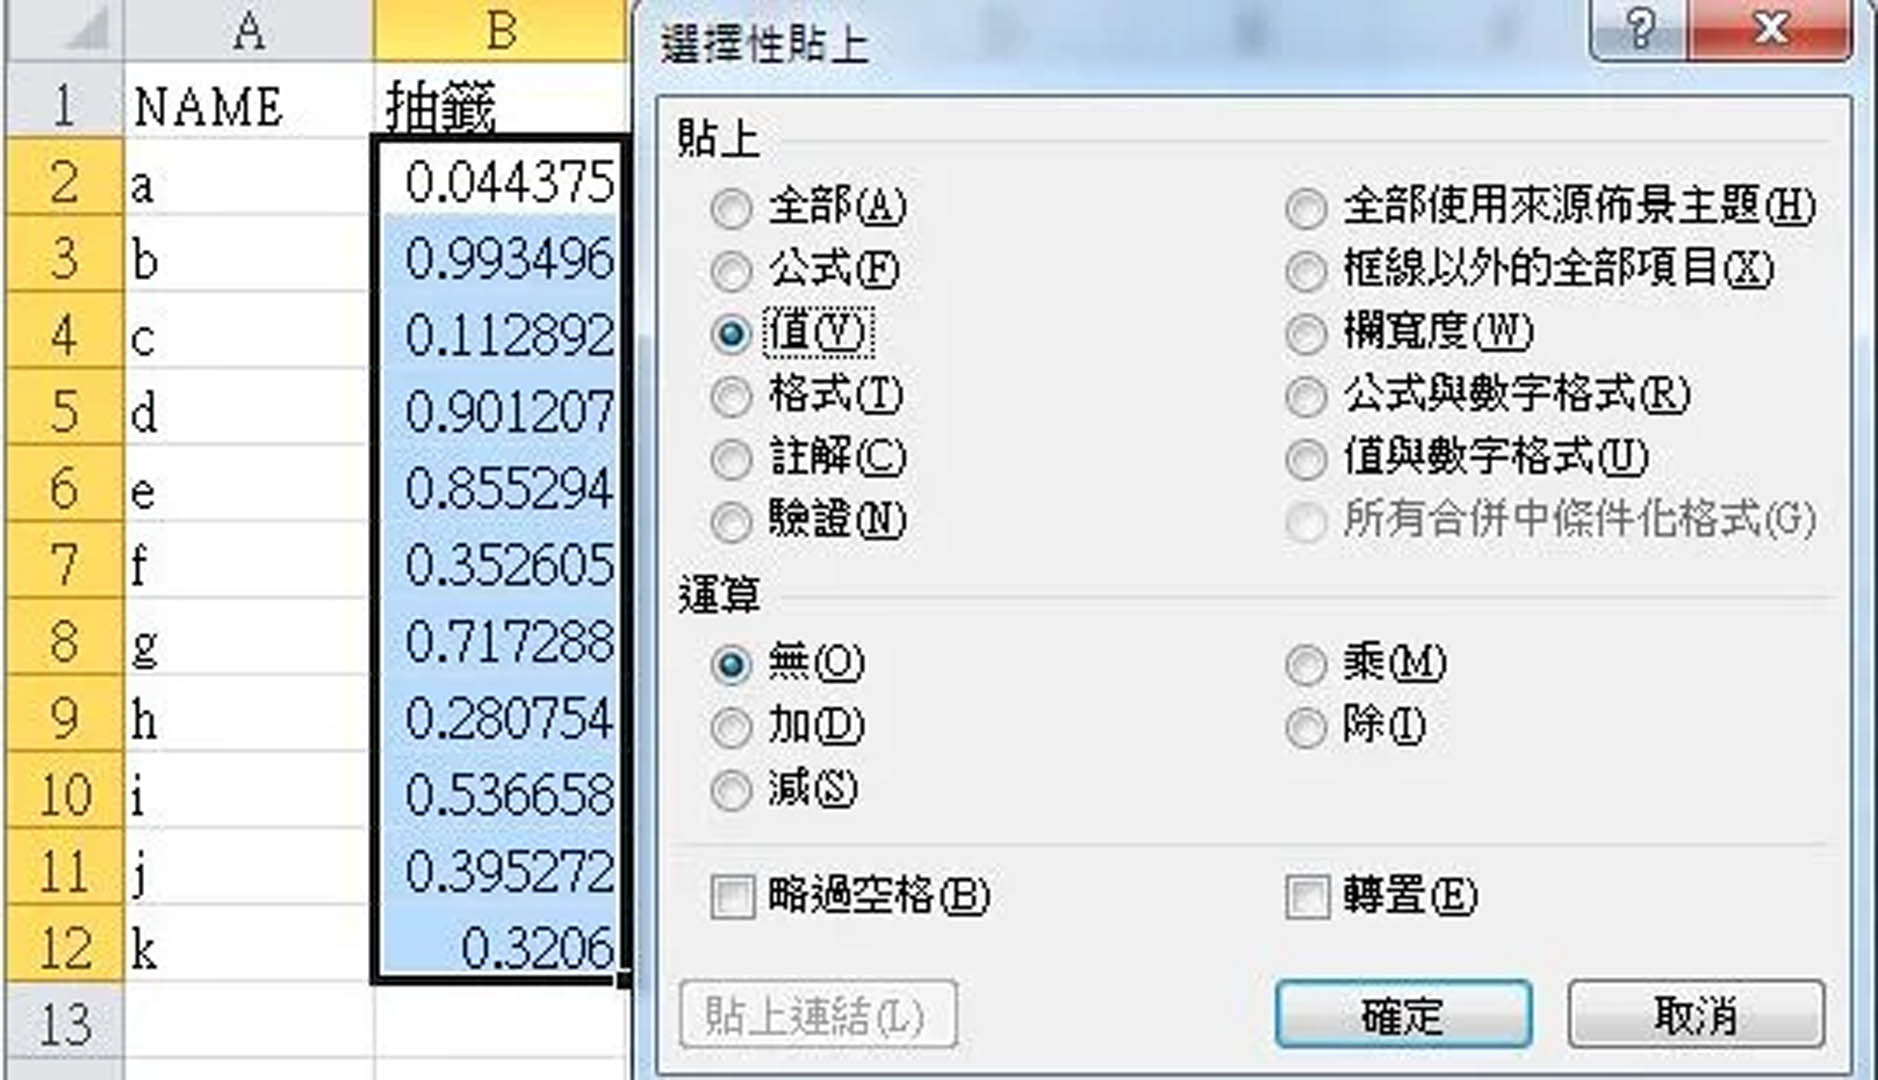 A B
1 NAME 抽籤
2 a 0.044375
3 b 0.993496
4 c 0.112892
5 d 0.901207
6 e 0.855294
7 f 0.352605
8 g 0.717288
9 h 0.280754
10 i 0.536658
11 j 0.395272
12 k 0.3206
13
選擇性貼上
?
貼上
全部(A) 全部使用來源佈景主題(H)
公式(F) 框線以外的全部項目(X)
值(V) 欄寬度(W)
格式(T) 公式與數字格式(R)
註解(C) 值與數字格式(U)
驗證(N) 所有合併中條件化格式(G)
運算
無(O) 乘(M)
加(D) 除(I)
減(S)
略過空格(B) 轉置(E)
貼上連結(L) 確定 取消